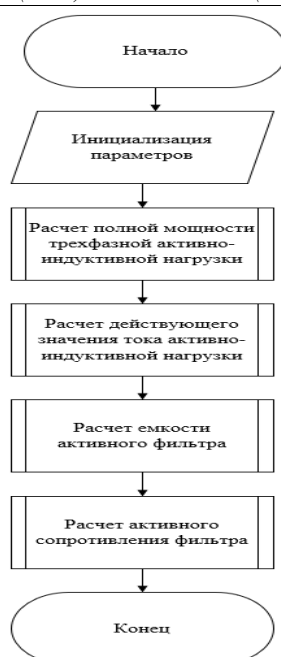 Начало
Инициализация
параметров
Расчет полной мощности
трехфазной активно-
индуктивной нагрузки
Расчет действующего
значения тока активно-
индуктивной нагрузки
Расчет емкости
активного фильтра
Расчет активного
сопротивления фильтра
Конец